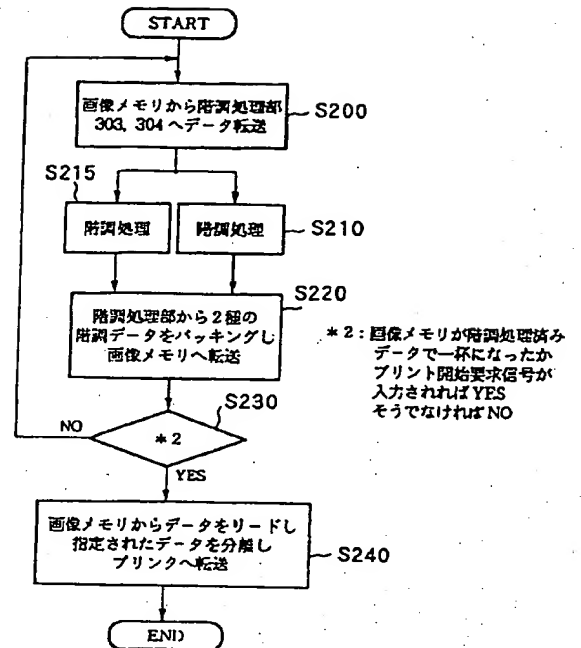 START
画像メモリから階調処理部
303, 304 へデータ転送
S200
S215
階調処理
階調処理
S210
S220
階調処理部から2種の
階調データをパッキングし
画像メモリへ転送
*2:画像メモリが階調処理済み
データで一杯になったか
プリント開始要求信号が
入力されればYES
そうでなければNO
S230
NO
*2
YES
画像メモリからデータをリードし
指定されたデータを分離し
プリンクへ転送
S240
END